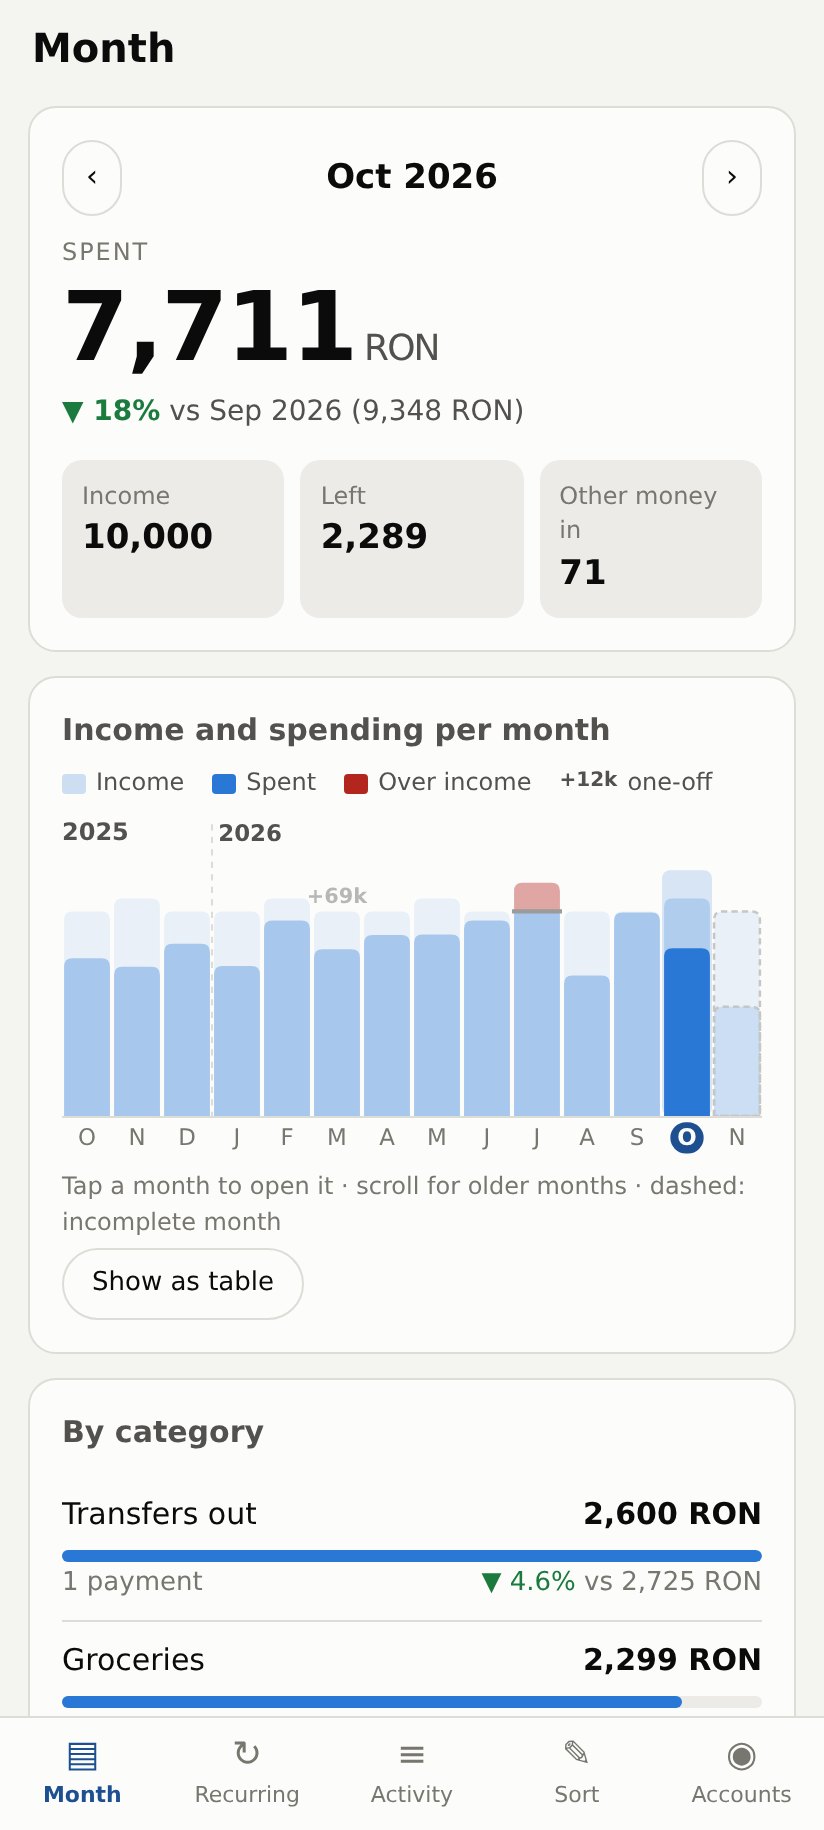 Month
‹ Oct 2026 ›
SPENT
7,711 RON
▼ 18% vs Sep 2026 (9,348 RON)
Income
10,000
Left
2,289
Other money in
71
Income and spending per month
Income Spent Over income +12k one-off
2025 2026
+69k
O N D J F M A M J J A S O N
Tap a month to open it · scroll for older months · dashed:
incomplete month
Show as table
By category
Transfers out 2,600 RON
1 payment ▼ 4.6% vs 2,725 RON
Groceries 2,299 RON
Month Recurring Activity Sort Accounts